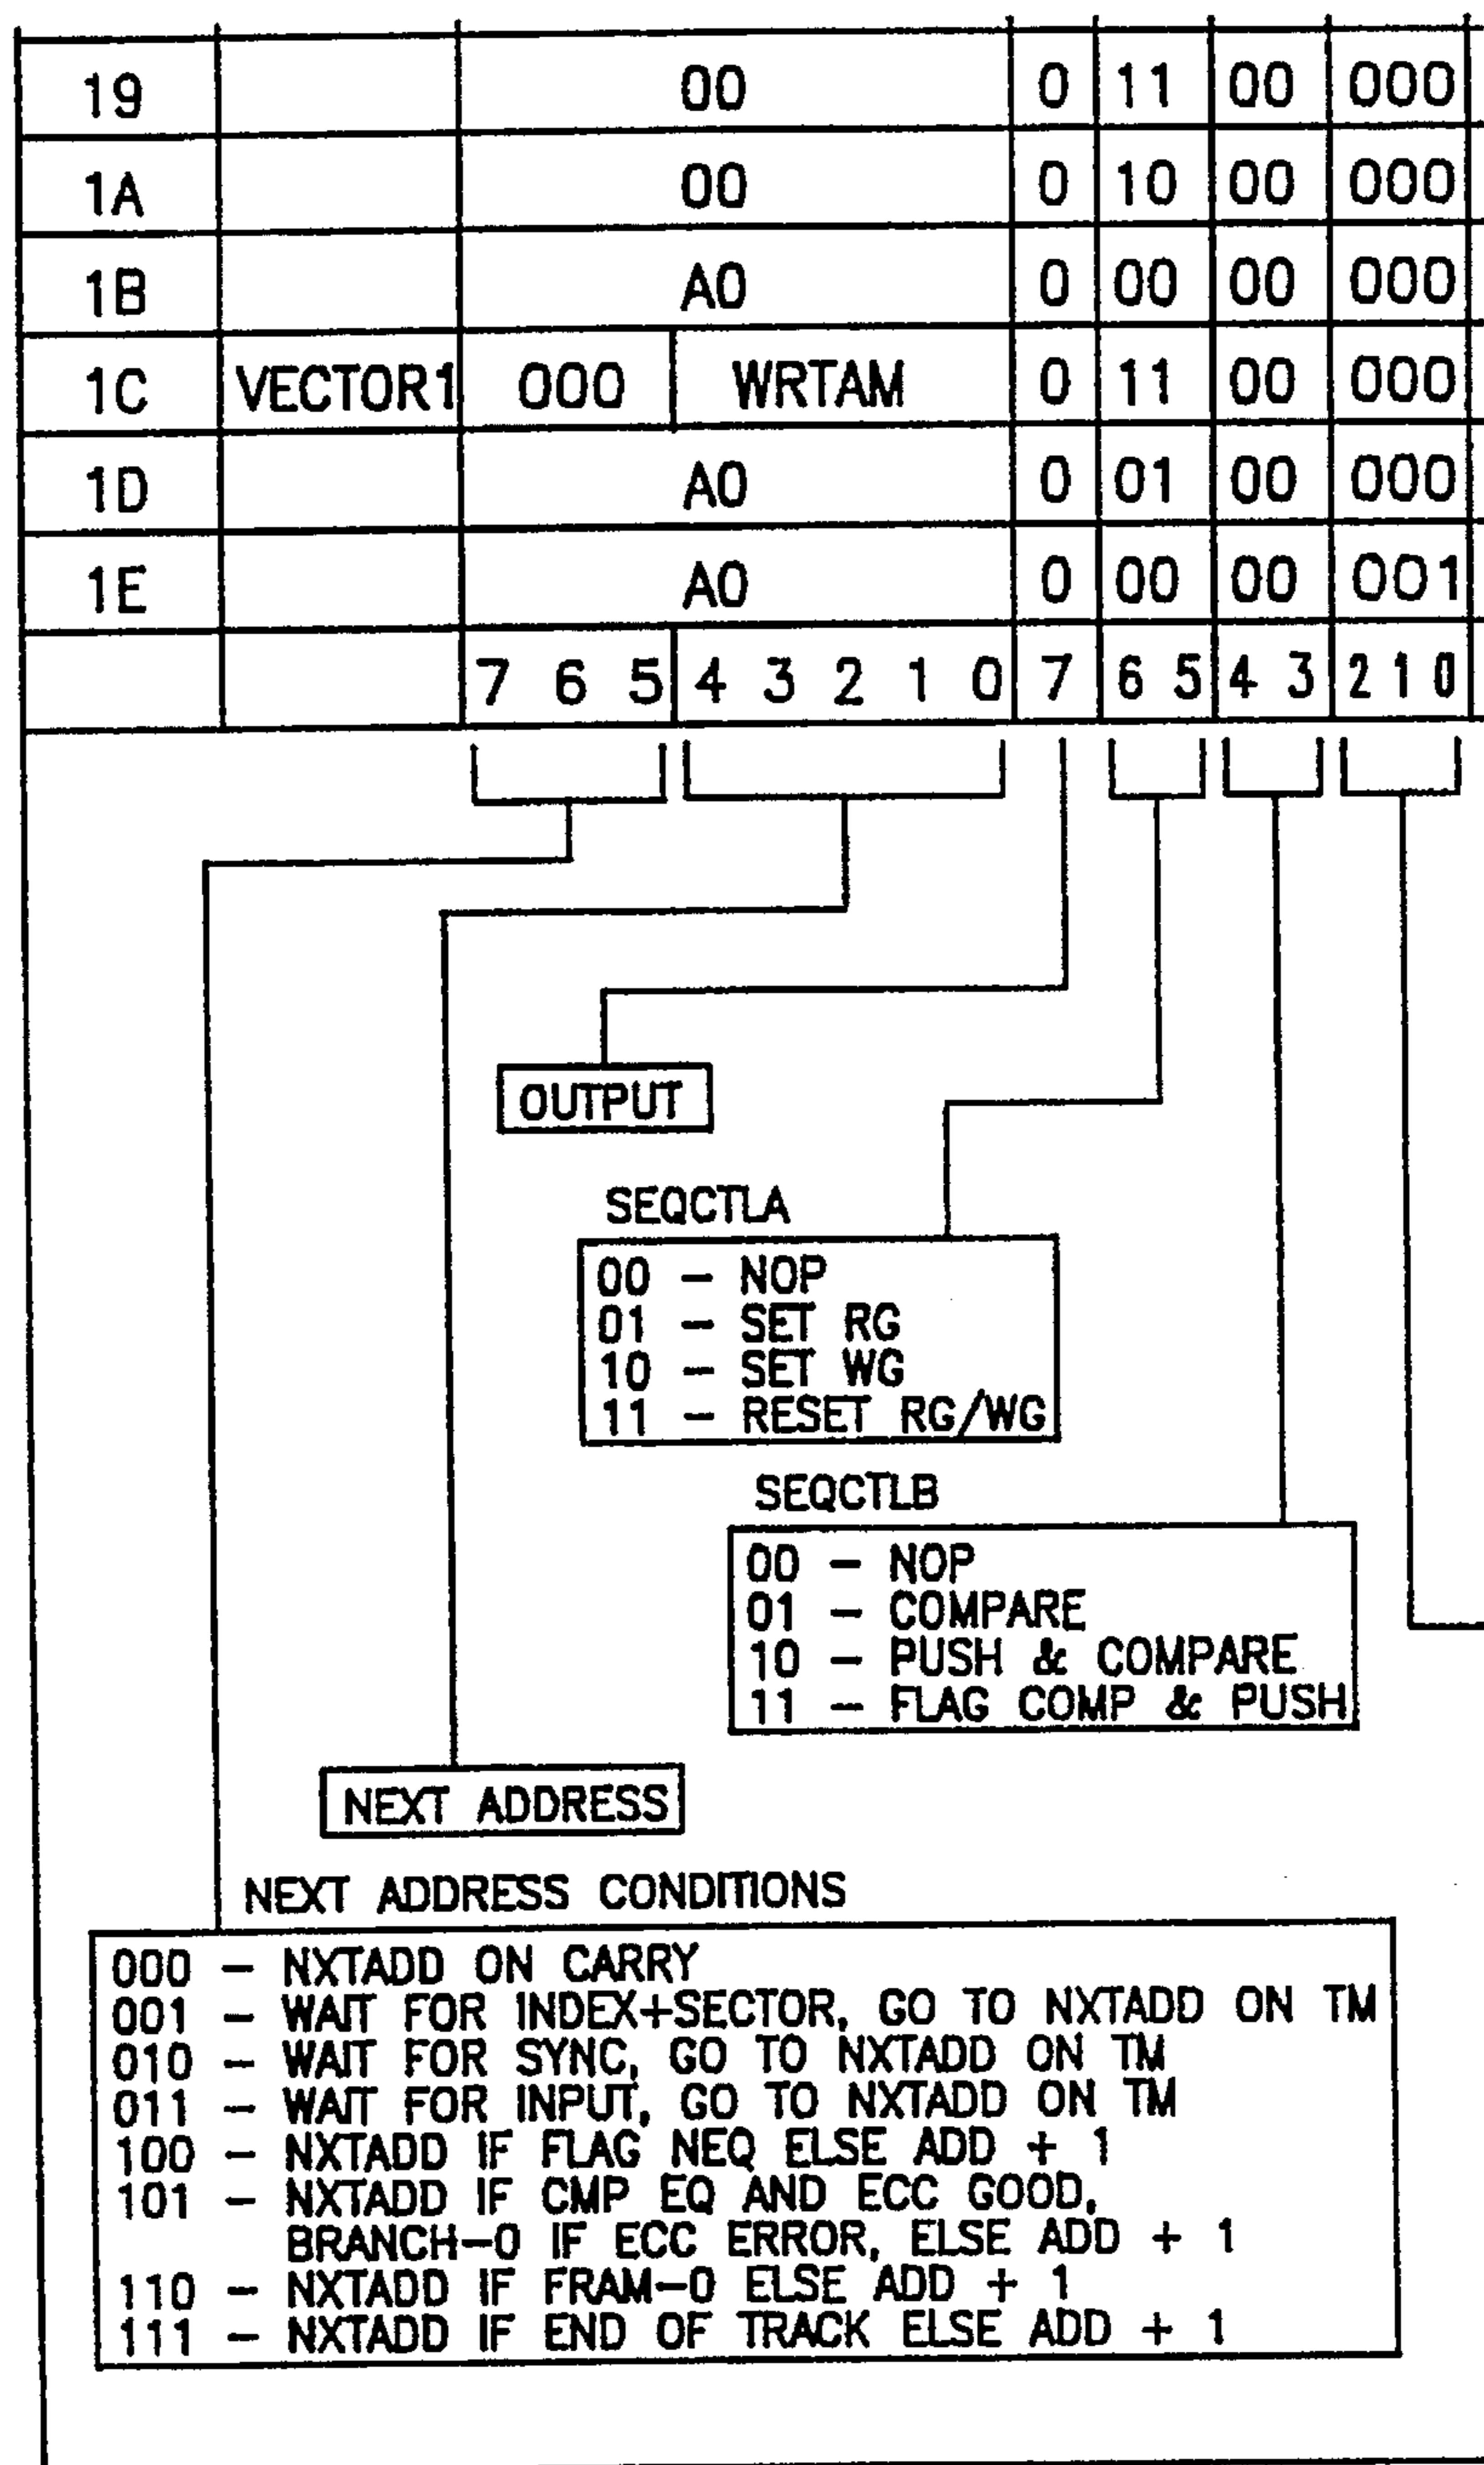 19 00 0 11 00 000
1A 00 0 10 00 000
1B A0 0 00 00 000
1C VECTOR1 000 WRTAM 0 11 00 000
1D A0 0 01 00 000
1E A0 0 00 00 001
7 6 5 4 3 2 1 0 7 6 5 4 3 2 1 0
OUTPUT
SEQCTLA
00 – NOP
01 – SET RG
10 – SET WG
11 – RESET RG/WG
SEQCTLB
00 – NOP
01 – COMPARE
10 – PUSH & COMPARE
11 – FLAG COMP & PUSH
NEXT ADDRESS
NEXT ADDRESS CONDITIONS
000 – NXTADD ON CARRY
001 – WAIT FOR INDEX+SECTOR, GO TO NXTADD ON TM
010 – WAIT FOR SYNC, GO TO NXTADD ON TM
011 – WAIT FOR INPUT, GO TO NXTADD ON TM
100 – NXTADD IF FLAG NEQ ELSE ADD + 1
101 – NXTADD IF CMP EQ AND ECC GOOD,
BRANCH–0 IF ECC ERROR, ELSE ADD + 1
110 – NXTADD IF FRAM–0 ELSE ADD + 1
111 – NXTADD IF END OF TRACK ELSE ADD + 1